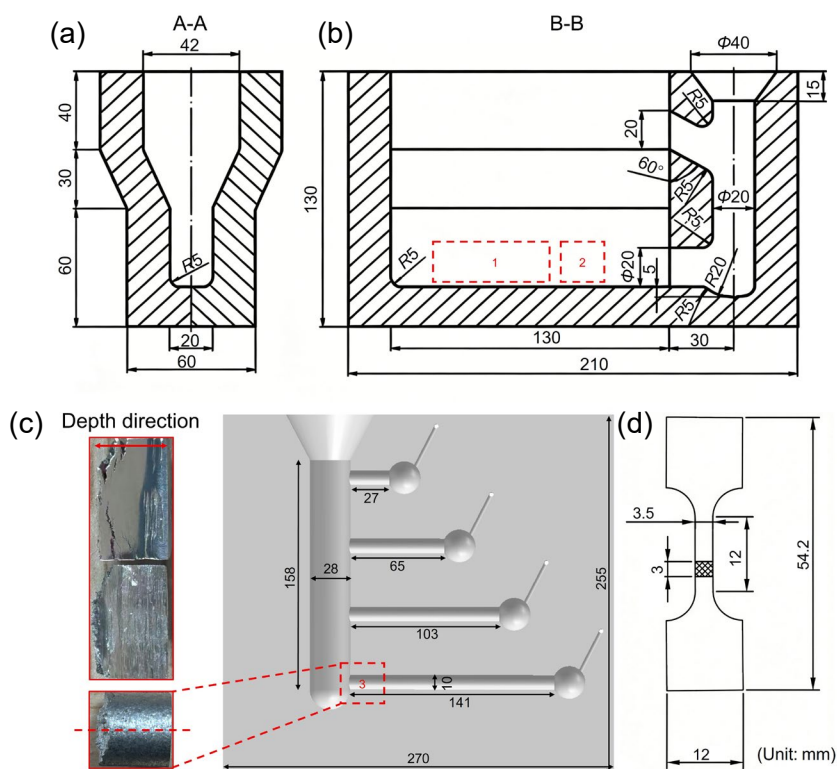 (a)
A-A
42
40
30
60
R5
20
60
(b)
B-B
Φ40
15
R5
20
60°
R5
Φ20
R5
130
1
2
R5
Φ20
5
R20
R5
130
30
210
(c)
Depth direction
27
65
28
158
103
255
3
10
141
270
(d)
3.5
12
3
54.2
12
(Unit: mm)